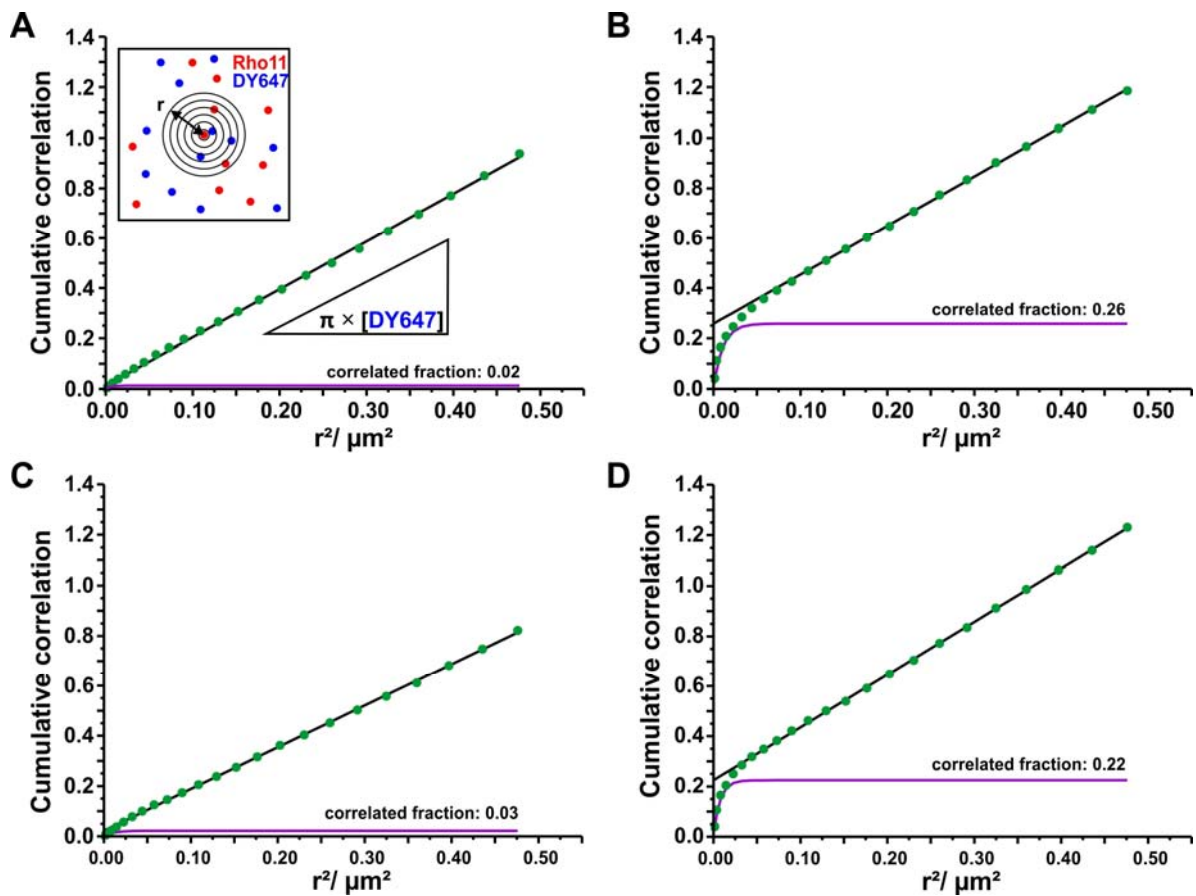 A
Cumulative correlation
1.4
1.2
1.0
0.8
0.6
0.4
0.2
0.0
Rho11
DY647
r
π × [DY647]
correlated fraction: 0.02
0.00 0.10 0.20 0.30 0.40 0.50
r²/ µm²
B
Cumulative correlation
1.4
1.2
1.0
0.8
0.6
0.4
0.2
0.0
correlated fraction: 0.26
0.00 0.10 0.20 0.30 0.40 0.50
r²/ µm²
C
Cumulative correlation
1.4
1.2
1.0
0.8
0.6
0.4
0.2
0.0
correlated fraction: 0.03
0.00 0.10 0.20 0.30 0.40 0.50
r²/ µm²
D
Cumulative correlation
1.4
1.2
1.0
0.8
0.6
0.4
0.2
0.0
correlated fraction: 0.22
0.00 0.10 0.20 0.30 0.40 0.50
r²/ µm²